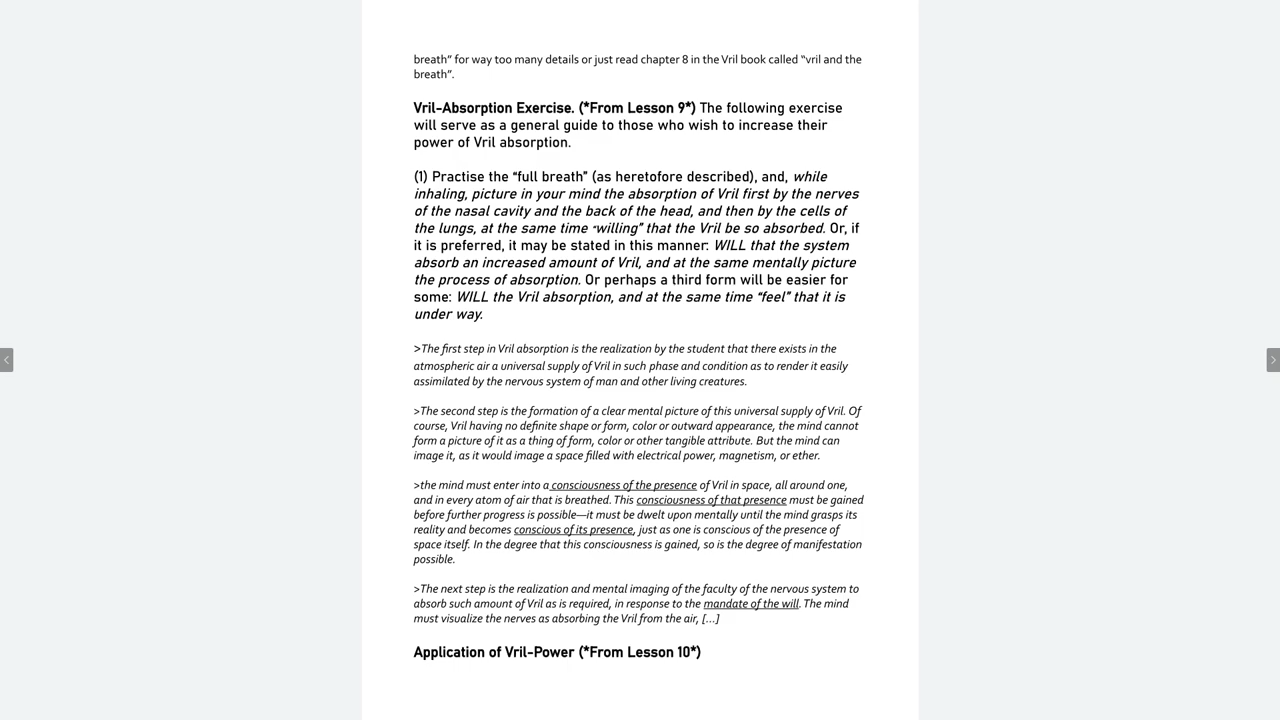 breath” for way too many details or just read chapter 8 in the Vril book called “vril and the
breath”.
Vril-Absorption Exercise. (*From Lesson 9*) The following exercise
will serve as a general guide to those who wish to increase their
power of Vril absorption.
(1) Practise the “full breath” (as heretofore described), and, while
inhaling, picture in your mind the absorption of Vril first by the nerves
of the nasal cavity and the back of the head, and then by the cells of
the lungs, at the same time “willing” that the Vril be so absorbed. Or, if
it is preferred, it may be stated in this manner: WILL that the system
absorb an increased amount of Vril, and at the same mentally picture
the process of absorption. Or perhaps a third form will be easier for
some: WILL the Vril absorption, and at the same time “feel” that it is
under way.
>The first step in Vril absorption is the realization by the student that there exists in the
atmospheric air a universal supply of Vril in such phase and condition as to render it easily
assimilated by the nervous system of man and other living creatures.
>The second step is the formation of a clear mental picture of this universal supply of Vril. Of
course, Vril having no definite shape or form, color or outward appearance, the mind cannot
form a picture of it as a thing of form, color or other tangible attribute. But the mind can
image it, as it would image a space filled with electrical power, magnetism, or ether.
>the mind must enter into a consciousness of the presence of Vril in space, all around one,
and in every atom of air that is breathed. This consciousness of that presence must be gained
before further progress is possible—it must be dwelt upon mentally until the mind grasps its
reality and becomes conscious of its presence, just as one is conscious of the presence of
space itself. In the degree that this consciousness is gained, so is the degree of manifestation
possible.
>The next step is the realization and mental imaging of the faculty of the nervous system to
absorb such amount of Vril as is required, in response to the mandate of the will. The mind
must visualize the nerves as absorbing the Vril from the air, [...]
Application of Vril-Power (*From Lesson 10*)